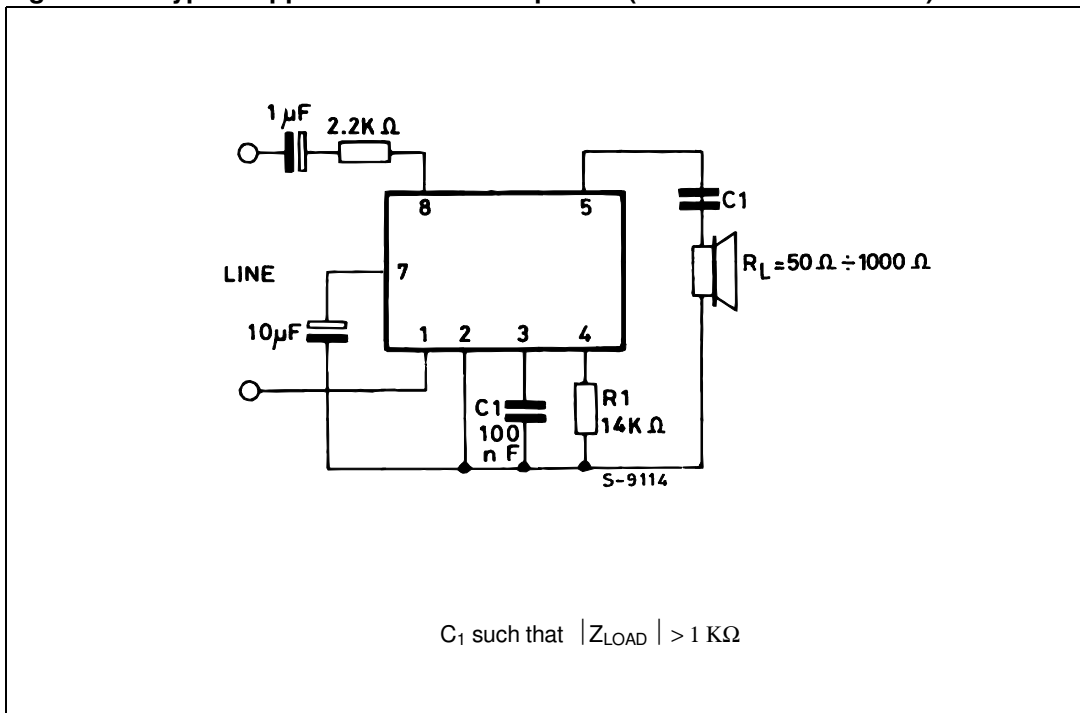 1 µF
2.2K Ω
8
5
C1
LINE
7
R_L=50 Ω ÷ 1000 Ω
10µF
1 2 3 4
C1
100
n F
R1
14K Ω
S-9114
C₁ such that |Z_LOAD| > 1 KΩ